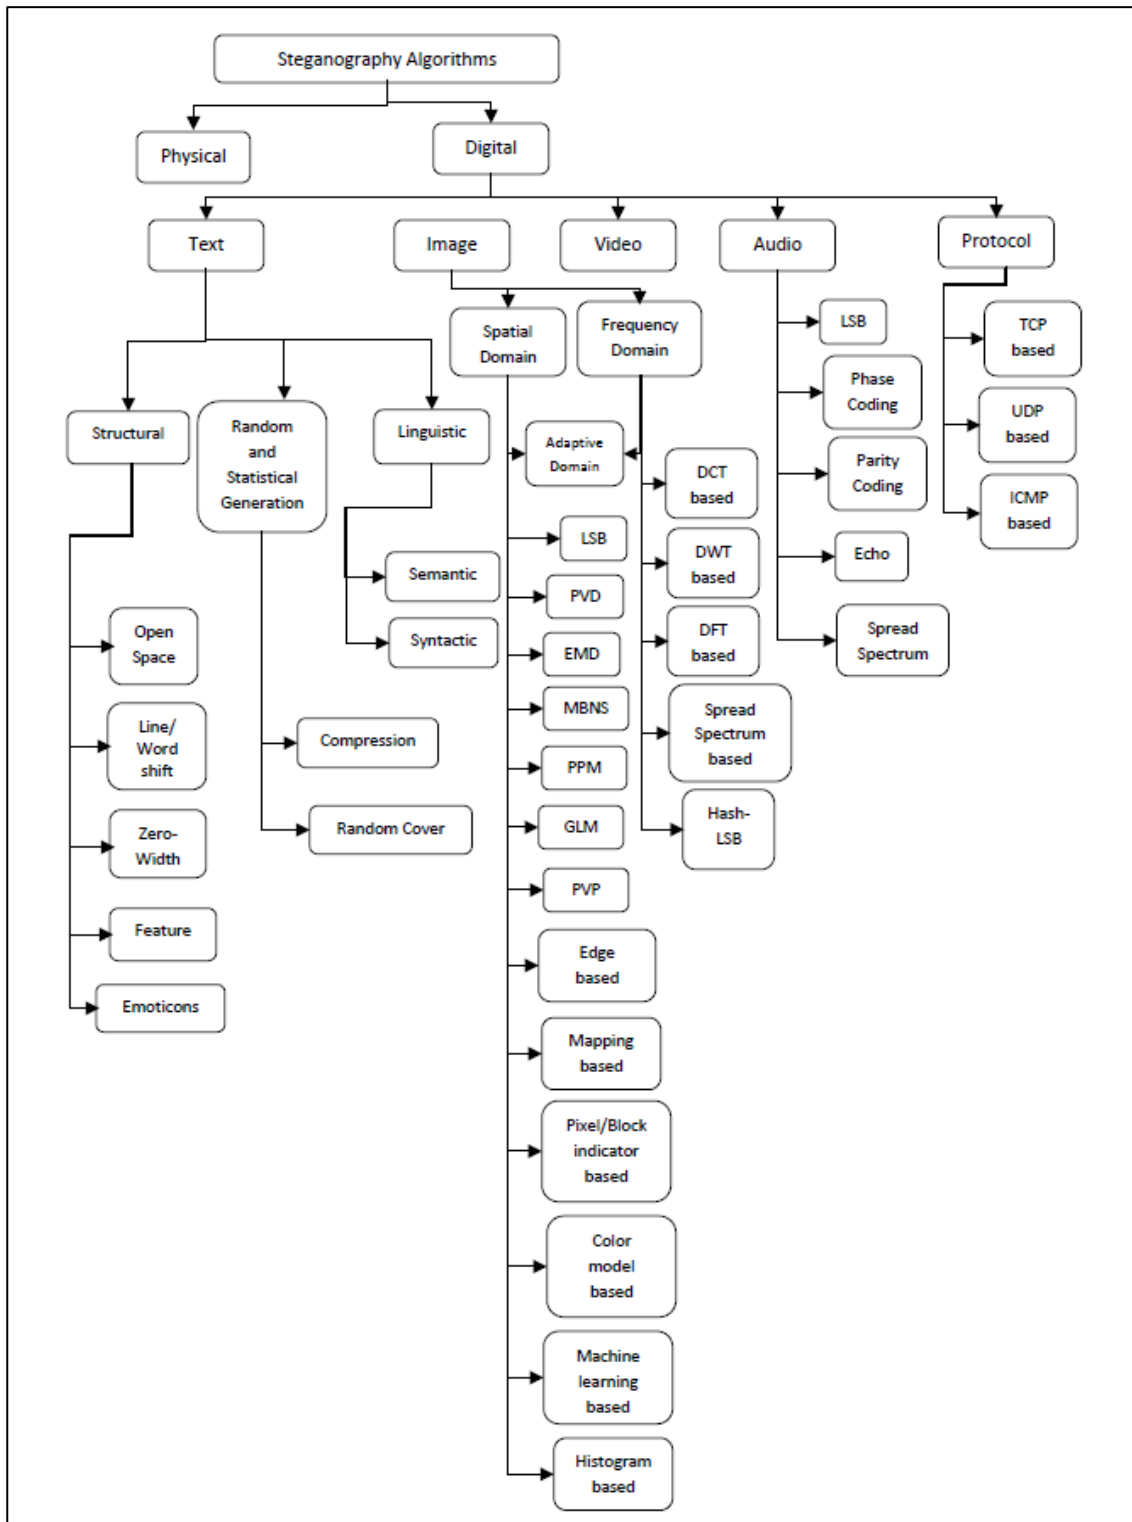 Steganography Algorithms
Physical
Digital
Text
Image
Video
Audio
Protocol
Structural
Random
and
Statistical
Generation
Linguistic
Spatial
Domain
Frequency
Domain
Adaptive
Domain
Open
Space
Line/
Word
shift
Zero-
Width
Feature
Emoticons
Compression
Random Cover
Semantic
Syntactic
LSB
PVD
EMD
MBNS
PPM
GLM
PVP
Edge
based
Mapping
based
Pixel/Block
indicator
based
Color
model
based
Machine
learning
based
Histogram
based
DCT
based
DWT
based
DFT
based
Spread
Spectrum
based
Hash-
LSB
LSB
Phase
Coding
Parity
Coding
Echo
Spread
Spectrum
TCP
based
UDP
based
ICMP
based